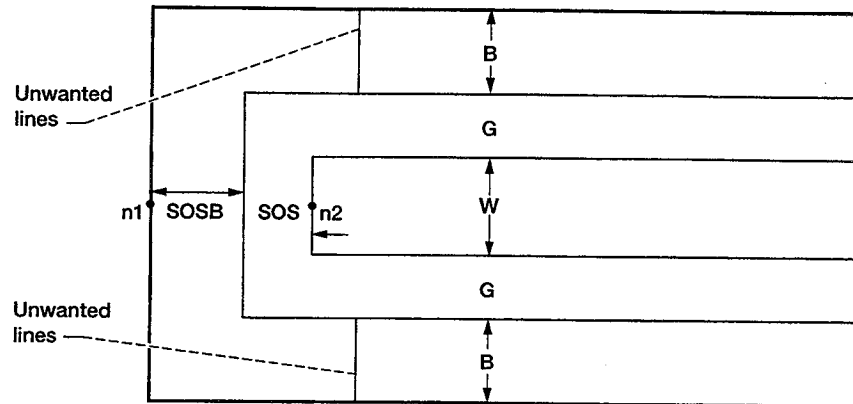 B
Unwanted
lines
G
n1
SOSB
SOS
n2
W
G
Unwanted
lines
B